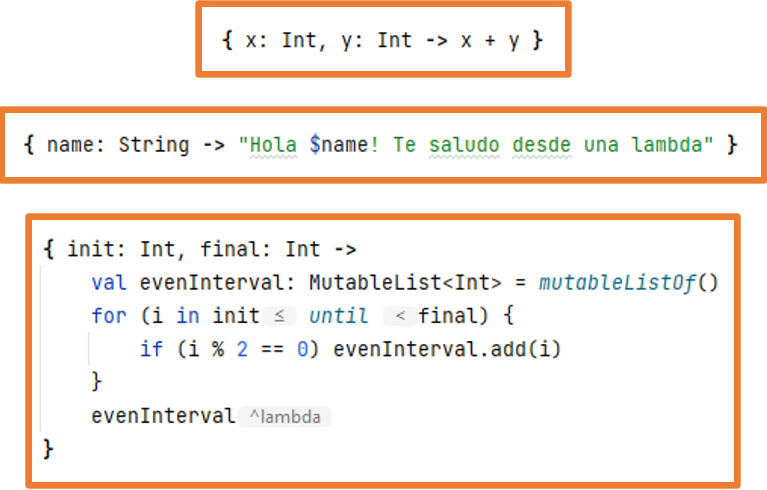 { x: Int, y: Int -> x + y }
{ name: String -> "Hola $name! Te saludo desde una lambda" }
{ init: Int, final: Int ->
val evenInterval: MutableList<Int> = mutableListOf()
for (i in init ≤ until < final) {
if (i % 2 == 0) evenInterval.add(i)
}
evenInterval ^lambda
}